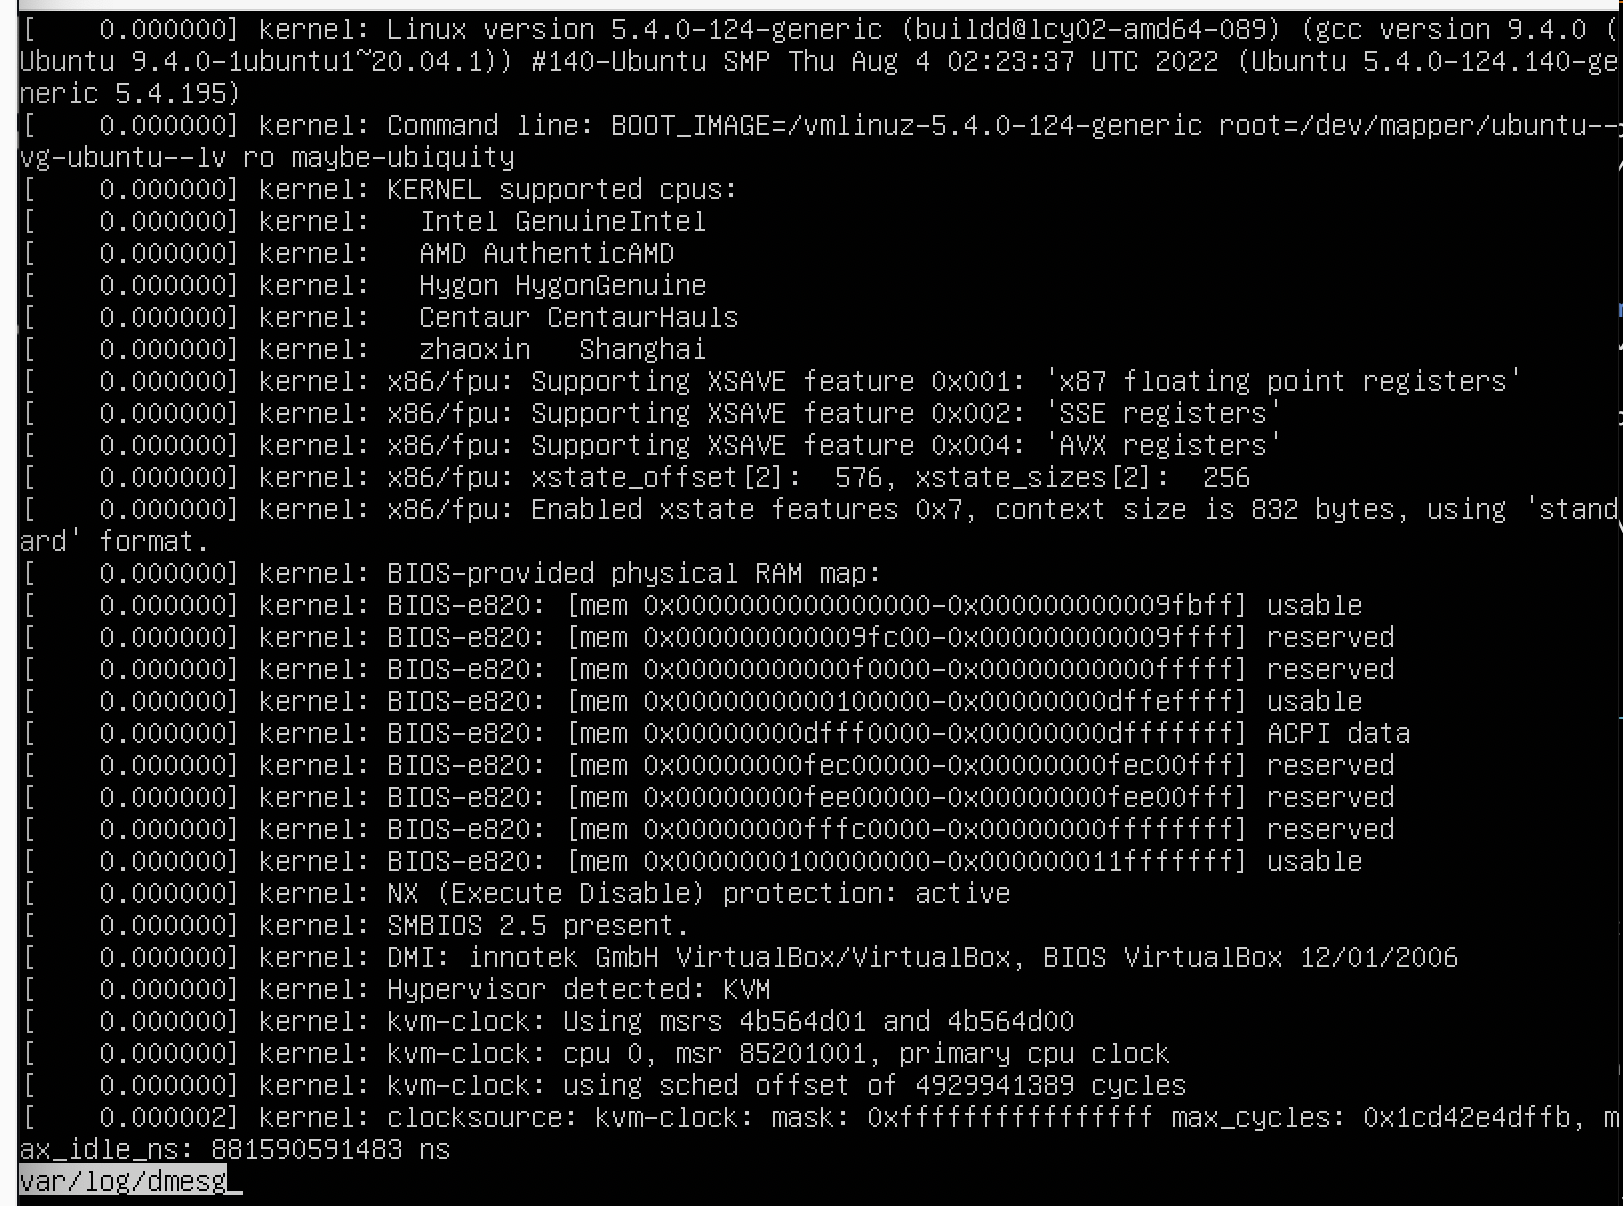 [    0.000000] kernel: Linux version 5.4.0-124-generic (buildd@lcy02-amd64-089) (gcc version 9.4.0 (
Ubuntu 9.4.0-1ubuntu1~20.04.1)) #140-Ubuntu SMP Thu Aug 4 02:23:37 UTC 2022 (Ubuntu 5.4.0-124.140-ge
neric 5.4.195)
[    0.000000] kernel: Command line: BOOT_IMAGE=/vmlinuz-5.4.0-124-generic root=/dev/mapper/ubuntu--
vg-ubuntu--lv ro maybe-ubiquity
[    0.000000] kernel: KERNEL supported cpus:
[    0.000000] kernel:   Intel GenuineIntel
[    0.000000] kernel:   AMD AuthenticAMD
[    0.000000] kernel:   Hygon HygonGenuine
[    0.000000] kernel:   Centaur CentaurHauls
[    0.000000] kernel:   zhaoxin   Shanghai
[    0.000000] kernel: x86/fpu: Supporting XSAVE feature 0x001: 'x87 floating point registers'
[    0.000000] kernel: x86/fpu: Supporting XSAVE feature 0x002: 'SSE registers'
[    0.000000] kernel: x86/fpu: Supporting XSAVE feature 0x004: 'AVX registers'
[    0.000000] kernel: x86/fpu: xstate_offset[2]:  576, xstate_sizes[2]:  256
[    0.000000] kernel: x86/fpu: Enabled xstate features 0x7, context size is 832 bytes, using 'stand
ard' format.
[    0.000000] kernel: BIOS-provided physical RAM map:
[    0.000000] kernel: BIOS-e820: [mem 0x0000000000000000-0x000000000009fbff] usable
[    0.000000] kernel: BIOS-e820: [mem 0x000000000009fc00-0x000000000009ffff] reserved
[    0.000000] kernel: BIOS-e820: [mem 0x00000000000f0000-0x00000000000fffff] reserved
[    0.000000] kernel: BIOS-e820: [mem 0x0000000000100000-0x00000000dffeffff] usable
[    0.000000] kernel: BIOS-e820: [mem 0x00000000dfff0000-0x00000000dfffffff] ACPI data
[    0.000000] kernel: BIOS-e820: [mem 0x00000000fec00000-0x00000000fec00fff] reserved
[    0.000000] kernel: BIOS-e820: [mem 0x00000000fee00000-0x00000000fee00fff] reserved
[    0.000000] kernel: BIOS-e820: [mem 0x00000000fffc0000-0x00000000ffffffff] reserved
[    0.000000] kernel: BIOS-e820: [mem 0x0000000100000000-0x000000011fffffff] usable
[    0.000000] kernel: NX (Execute Disable) protection: active
[    0.000000] kernel: SMBIOS 2.5 present.
[    0.000000] kernel: DMI: innotek GmbH VirtualBox/VirtualBox, BIOS VirtualBox 12/01/2006
[    0.000000] kernel: Hypervisor detected: KVM
[    0.000000] kernel: kvm-clock: Using msrs 4b564d01 and 4b564d00
[    0.000000] kernel: kvm-clock: cpu 0, msr 85201001, primary cpu clock
[    0.000000] kernel: kvm-clock: using sched offset of 4929941389 cycles
[    0.000002] kernel: clocksource: kvm-clock: mask: 0xffffffffffffffff max_cycles: 0x1cd42e4dffb, m
ax_idle_ns: 881590591483 ns
var/log/dmesg